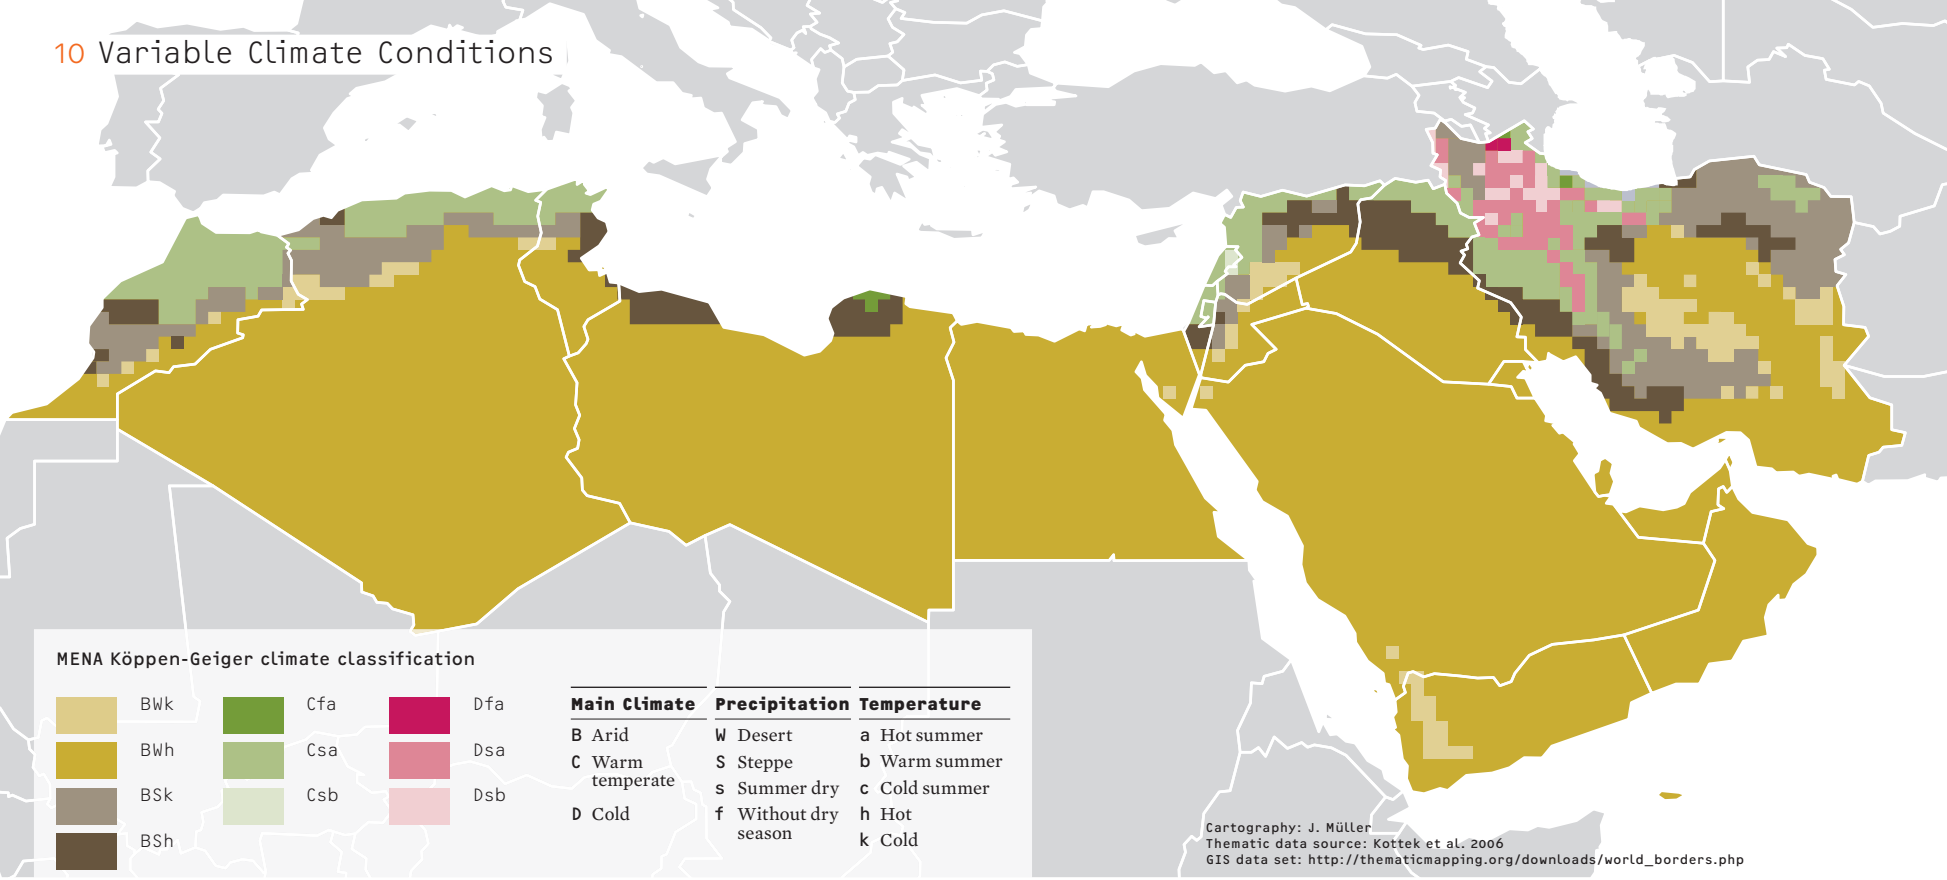 10 Variable Climate Conditions
MENA Köppen-Geiger climate classification
BWk
BWh
BSk
BSh
Cfa
Csa
Csb
Dfa
Dsa
Dsb
Main Climate
B Arid
C Warm
temperate
D Cold
Precipitation
W Desert
S Steppe
s Summer dry
f Without dry
season
Temperature
a Hot summer
b Warm summer
c Cold summer
h Hot
k Cold
Cartography: J. Müller
Thematic data source: Kottek et al. 2006
GIS data set: http://thematicmapping.org/downloads/world_borders.php